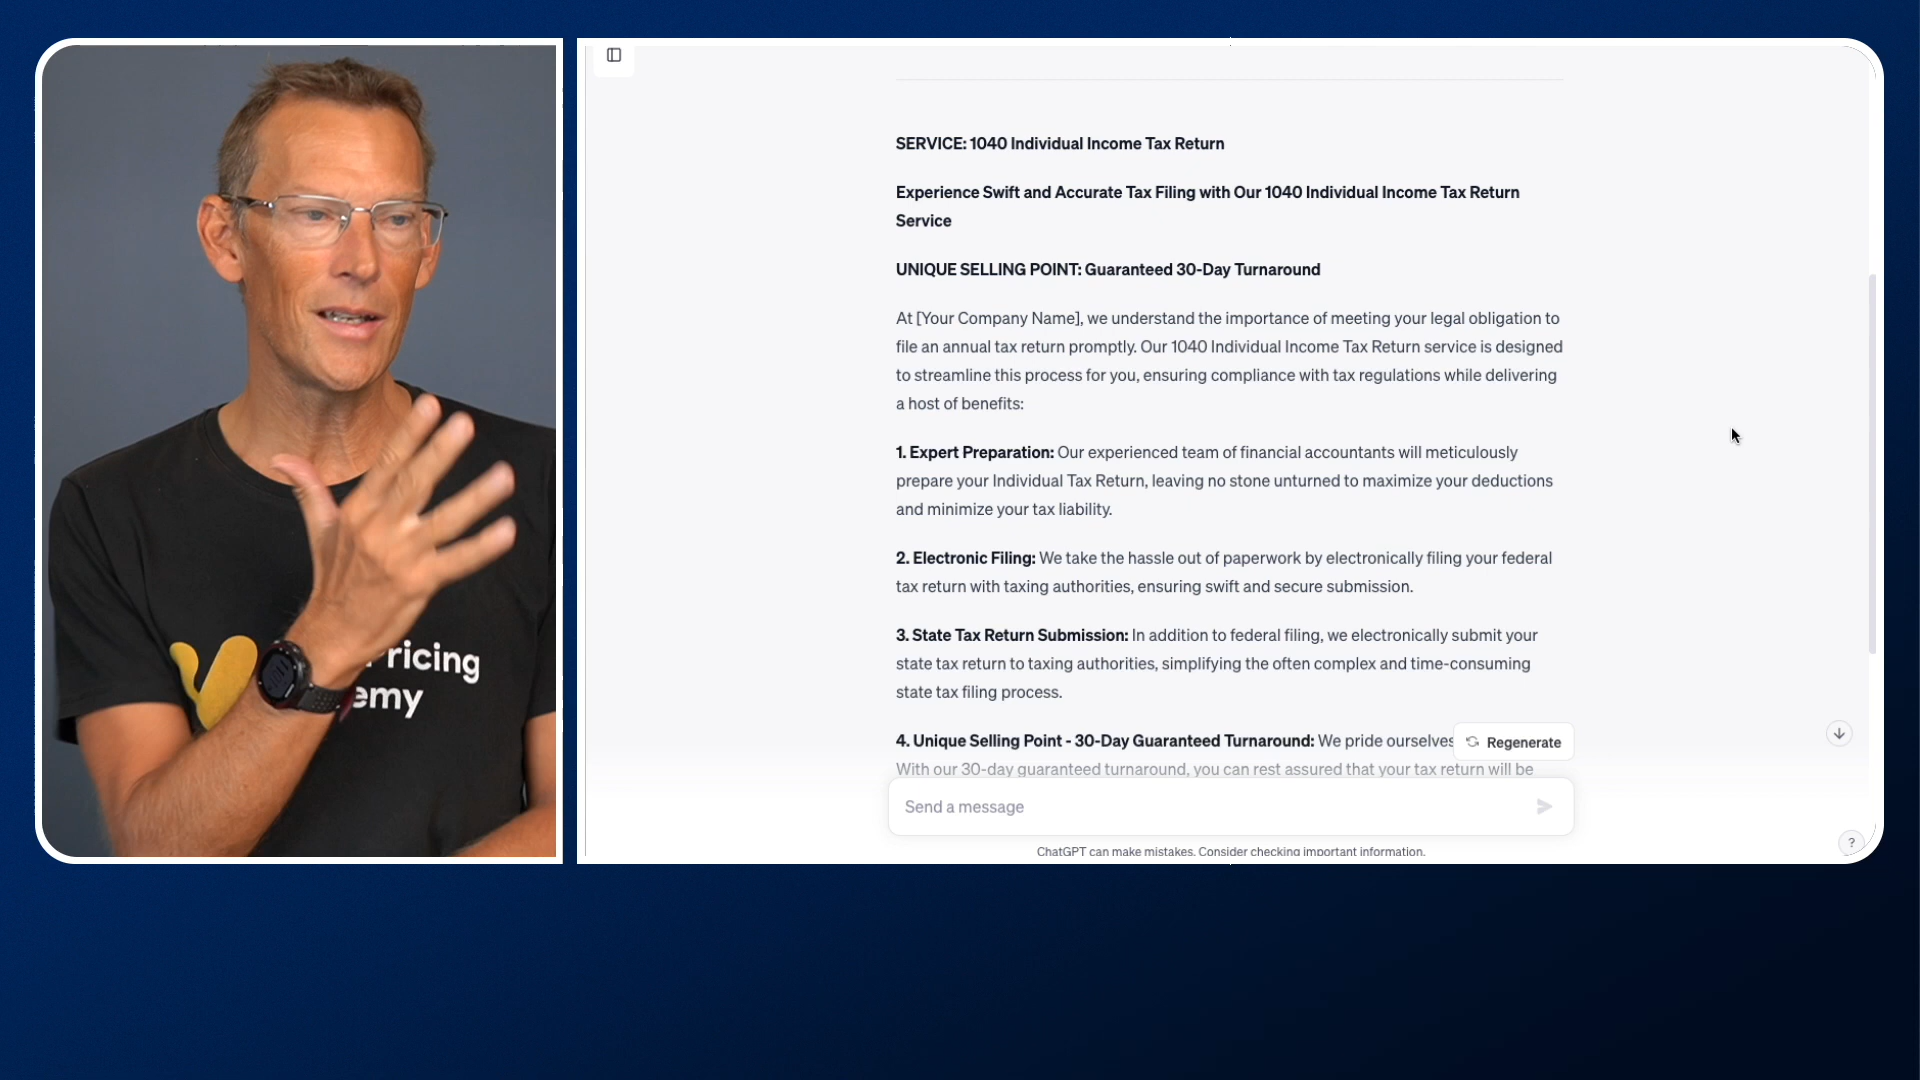 ricing
emy
SERVICE: 1040 Individual Income Tax Return
Experience Swift and Accurate Tax Filing with Our 1040 Individual Income Tax Return
Service
UNIQUE SELLING POINT: Guaranteed 30-Day Turnaround
At [Your Company Name], we understand the importance of meeting your legal obligation to
file an annual tax return promptly. Our 1040 Individual Income Tax Return service is designed
to streamline this process for you, ensuring compliance with tax regulations while delivering
a host of benefits:
1. Expert Preparation: Our experienced team of financial accountants will meticulously
prepare your Individual Tax Return, leaving no stone unturned to maximize your deductions
and minimize your tax liability.
2. Electronic Filing: We take the hassle out of paperwork by electronically filing your federal
tax return with taxing authorities, ensuring swift and secure submission.
3. State Tax Return Submission: In addition to federal filing, we electronically submit your
state tax return to taxing authorities, simplifying the often complex and time-consuming
state tax filing process.
4. Unique Selling Point - 30-Day Guaranteed Turnaround: We pride ourselves
Regenerate
With our 30-day guaranteed turnaround, you can rest assured that your tax return will be
Send a message
ChatGPT can make mistakes. Consider checking important information.
?